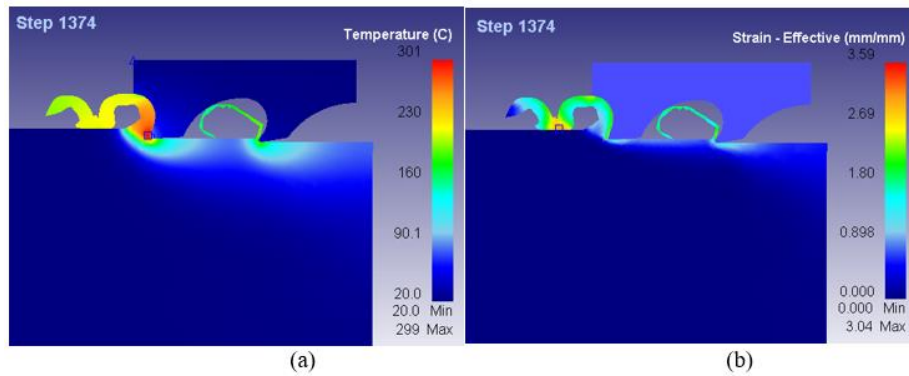 Step 1374
Temperature (C)
301
230
160
90.1
20.0
20.0 Min
299 Max
(a)
Step 1374
Strain - Effective (mm/mm)
3.59
2.69
1.80
0.898
0.000
0.000 Min
3.04 Max
(b)